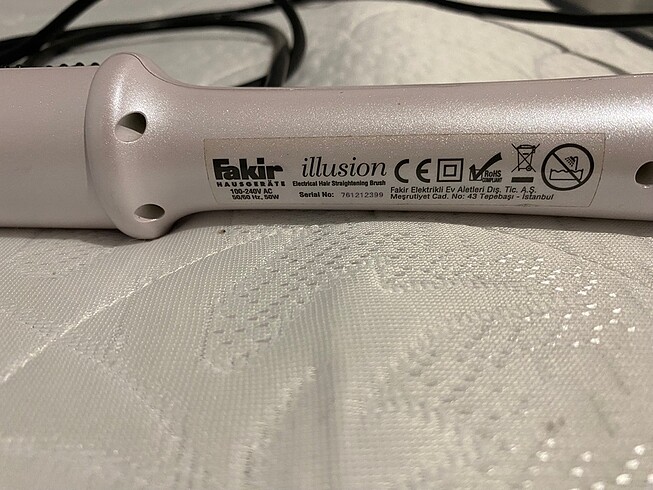 Fakir
HAUSGERÄTE
100-240V AC
50/60 Hz, 50W
illusion
Electrical Hair Straightening Brush
Serial No: 761212399
CE
RoHS
COMPLIANT
Fakir Elektrikli Ev Aletleri Dış. Tic. A.Ş.
Meşrutiyet Cad. No: 43 Tepebaşı - İstanbul